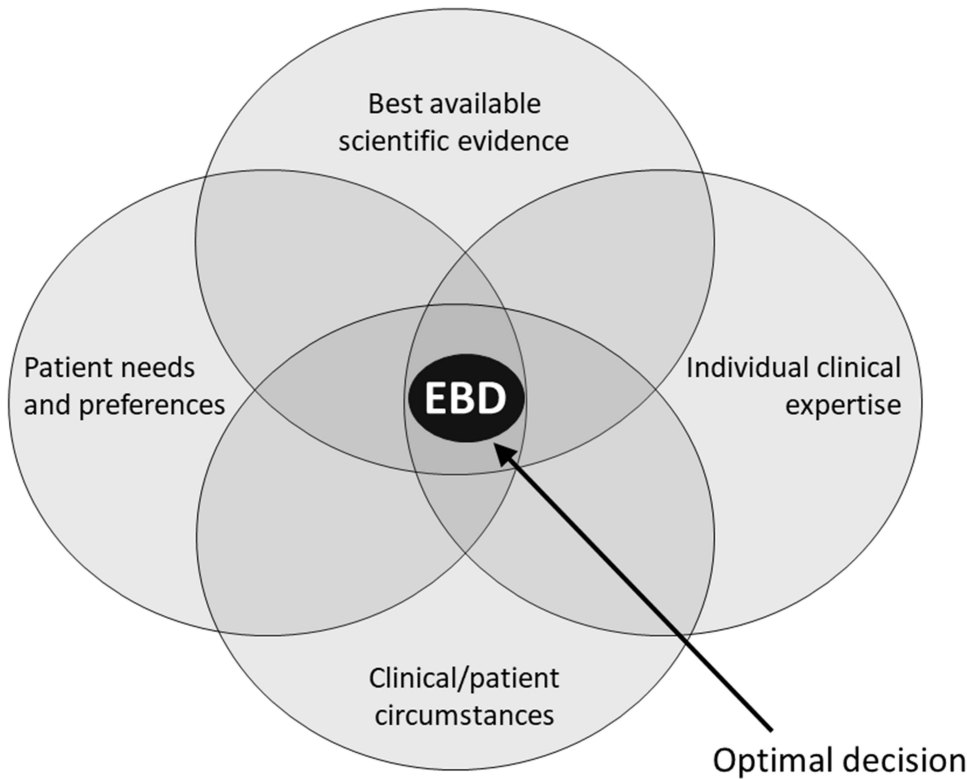 Best available
scientific evidence
Patient needs
and preferences
EBD
Individual clinical
expertise
Clinical/patient
circumstances
Optimal decision